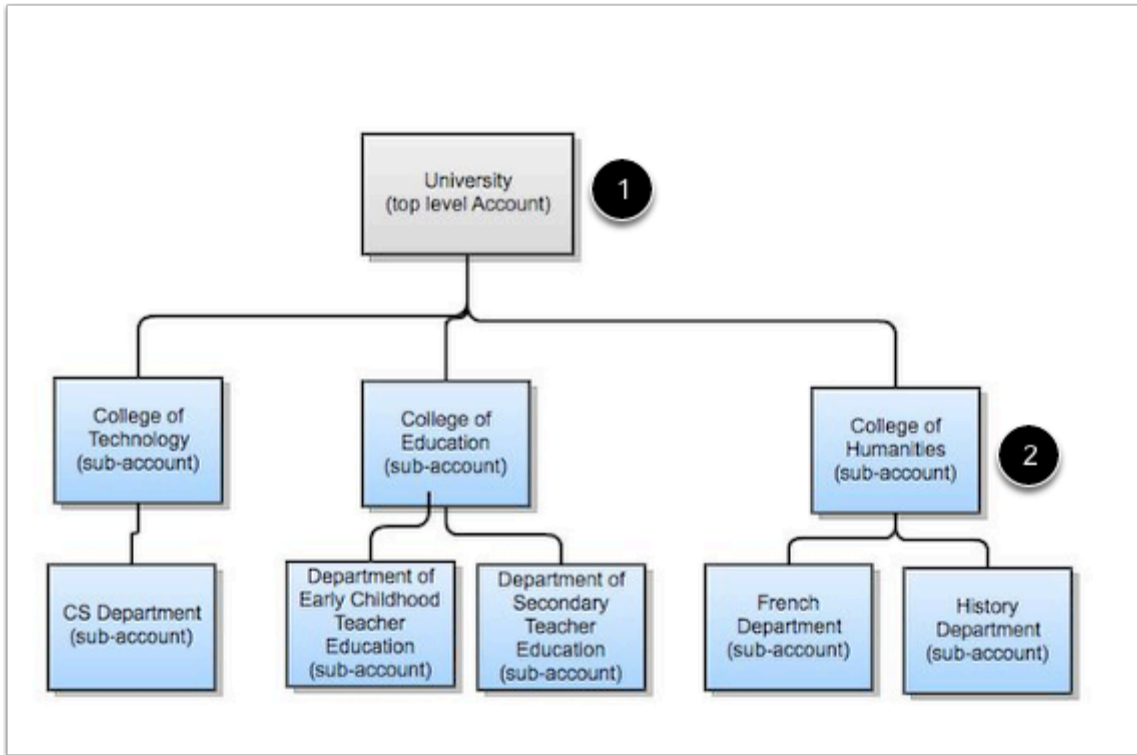 University
(top level Account)
1
College of
Technology
(sub-account)
College of
Education
(sub-account)
College of
Humanities
(sub-account)
2
CS Department
(sub-account)
Department of
Early Childhood
Teacher
Education
(sub-account)
Department of
Secondary
Teacher
Education
(sub-account)
French
Department
(sub-account)
History
Department
(sub-account)